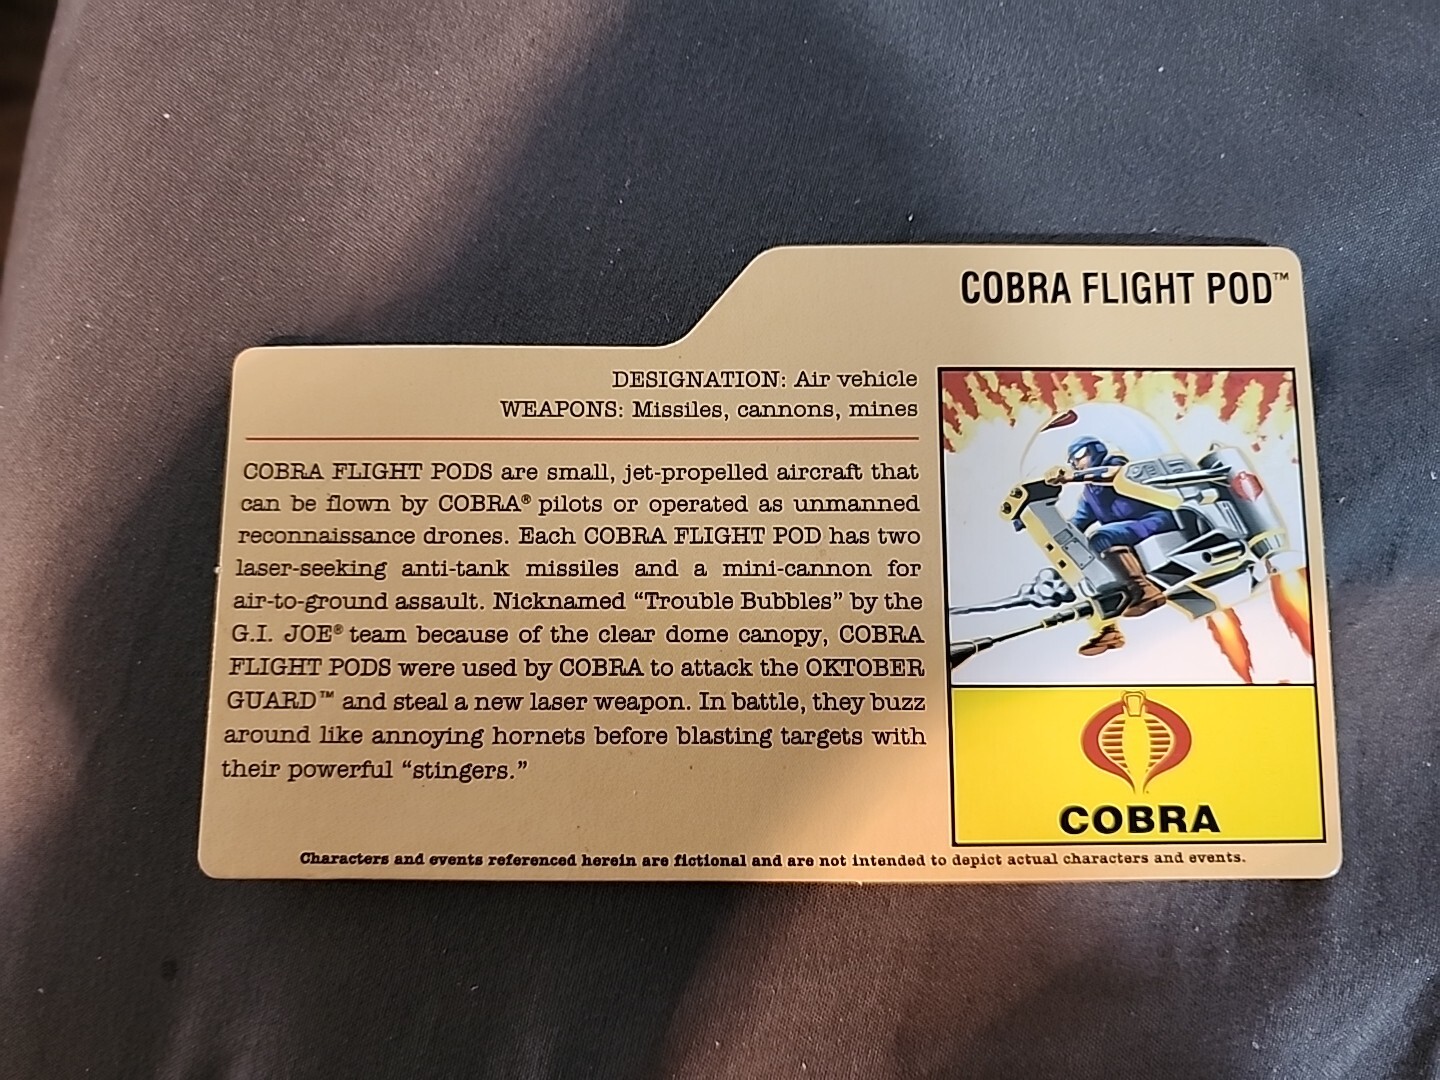 COBRA FLIGHT POD™
DESIGNATION: Air vehicle
WEAPONS: Missiles, cannons, mines
COBRA FLIGHT PODS are small, jet-propelled aircraft that
can be flown by COBRA® pilots or operated as unmanned
reconnaissance drones. Each COBRA FLIGHT POD has two
laser-seeking anti-tank missiles and a mini-cannon for
air-to-ground assault. Nicknamed “Trouble Bubbles” by the
G.I. JOE® team because of the clear dome canopy, COBRA
FLIGHT PODS were used by COBRA to attack the OKTOBER
GUARD™ and steal a new laser weapon. In battle, they buzz
around like annoying hornets before blasting targets with
their powerful “stingers.”
COBRA
Characters and events referenced herein are fictional and are not intended to depict actual characters and events.